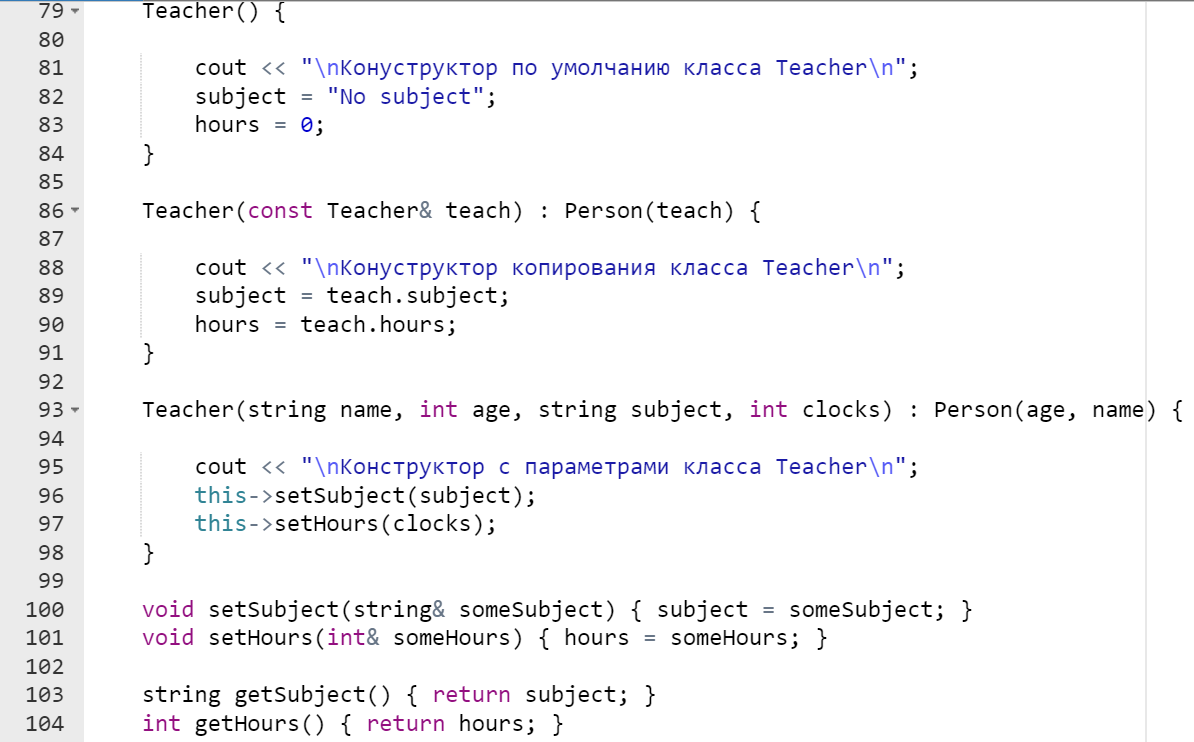 79 Teacher() {
80
81 cout << "\nКонуструктор по умолчанию класса Teacher\n";
82 subject = "No subject";
83 hours = 0;
84 }
85
86 Teacher(const Teacher& teach) : Person(teach) {
87
88 cout << "\nКонуструктор копирования класса Teacher\n";
89 subject = teach.subject;
90 hours = teach.hours;
91 }
92
93 Teacher(string name, int age, string subject, int clocks) : Person(age, name) {
94
95 cout << "\nКонструктор с параметрами класса Teacher\n";
96 this->setSubject(subject);
97 this->setHours(clocks);
98 }
99
100 void setSubject(string& someSubject) { subject = someSubject; }
101 void setHours(int& someHours) { hours = someHours; }
102
103 string getSubject() { return subject; }
104 int getHours() { return hours; }